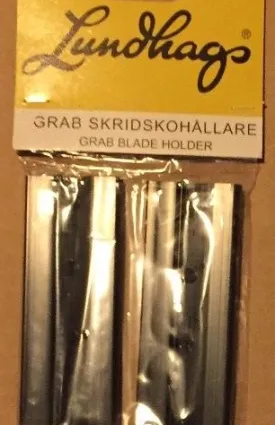 Lundhags®
GRAB SKRIDSKOHÅLLARE
GRAB BLADE HOLDER